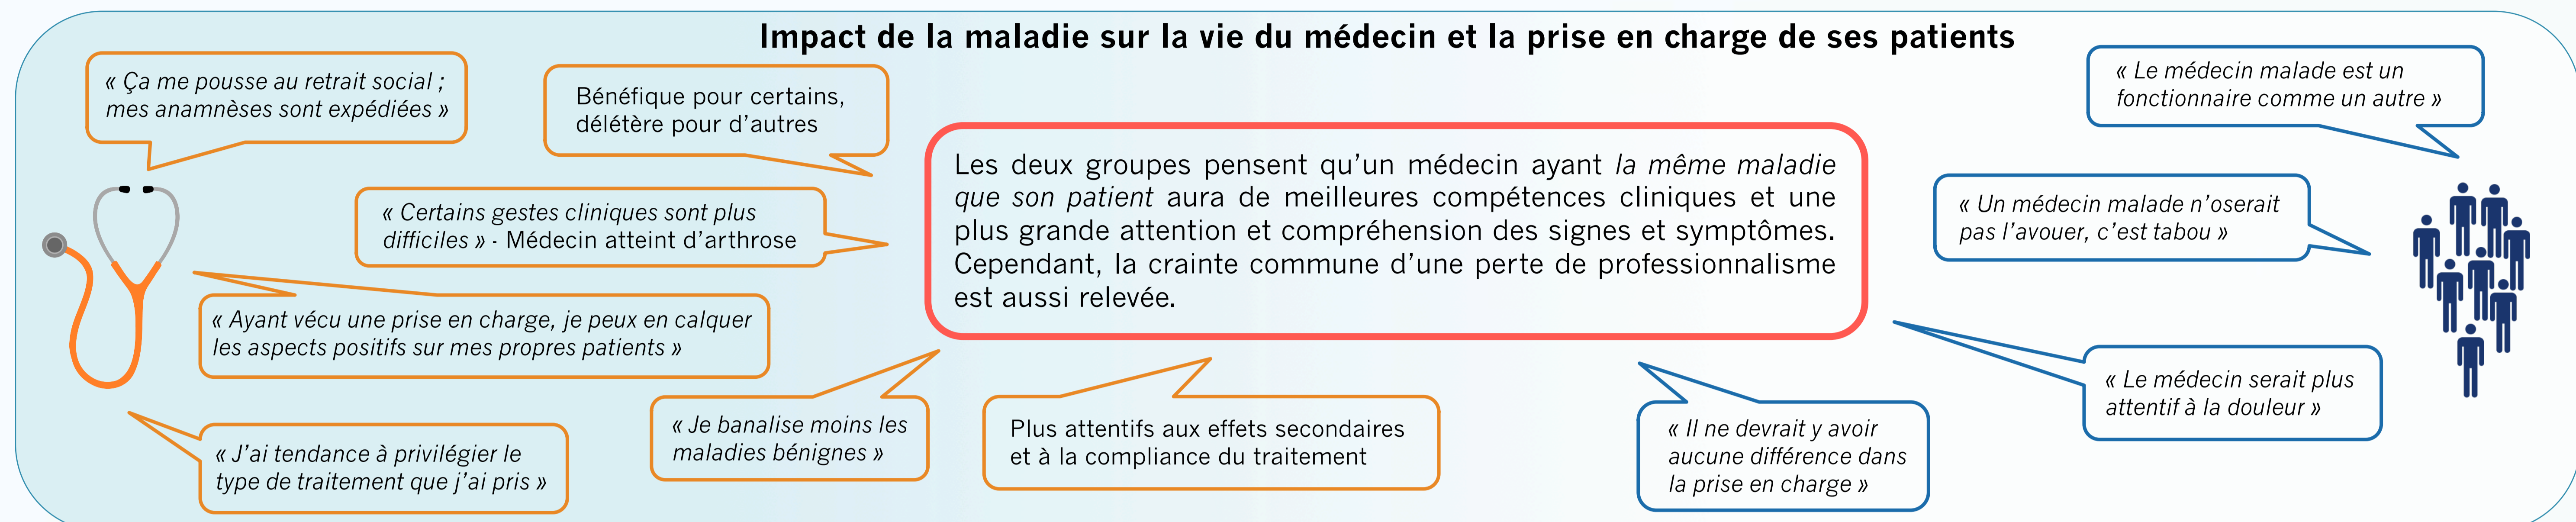 Impact de la maladie sur la vie du médecin et la prise en charge de ses patients
« Ça me pousse au retrait social ;
mes anamnèses sont expédiées »
Bénéfique pour certains,
délétère pour d’autres
« Certains gestes cliniques sont plus
difficiles » - Médecin atteint d’arthrose
« Ayant vécu une prise en charge, je peux en calquer
les aspects positifs sur mes propres patients »
« J’ai tendance à privilégier le
type de traitement que j’ai pris »
« Je banalise moins les
maladies bénignes »
Plus attentifs aux effets secondaires
et à la compliance du traitement
Les deux groupes pensent qu’un médecin ayant la même maladie
que son patient aura de meilleures compétences cliniques et une
plus grande attention et compréhension des signes et symptômes.
Cependant, la crainte commune d’une perte de professionnalisme
est aussi relevée.
« Le médecin malade est un
fonctionnaire comme un autre »
« Un médecin malade n’oserait
pas l’avouer, c’est tabou »
« Le médecin serait plus
attentif à la douleur »
« Il ne devrait y avoir
aucune différence dans
la prise en charge »